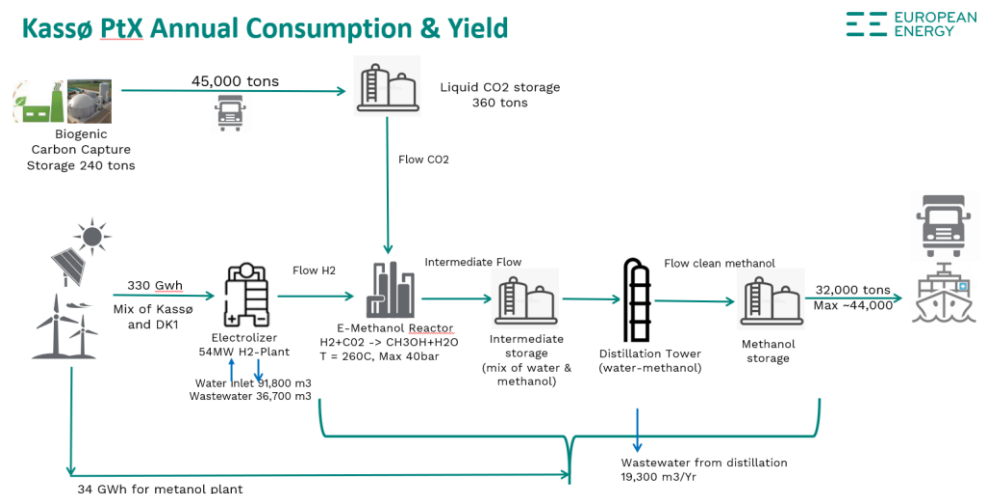 Kassø PtX Annual Consumption & Yield
EUROPEAN
ENERGY
45,000 tons
Liquid CO2 storage
360 tons
Biogenic
Carbon Capture
Storage 240 tons
Flow CO2
330 Gwh
Mix of Kassø
and DK1
Flow H2
Intermediate Flow
Flow clean methanol
32,000 tons
Max ~44,000
Electrolizer
54MW H2-Plant
Water inlet 91,800 m3
Wastewater 36,700 m3
E-Methanol Reactor
H2+CO2 -> CH3OH+H2O
T = 260C, Max 40bar
Intermediate
storage
(mix of water &
methanol)
Distillation Tower
(water-methanol)
Methanol
storage
Wastewater from distillation
19,300 m3/Yr
34 GWh for metanol plant